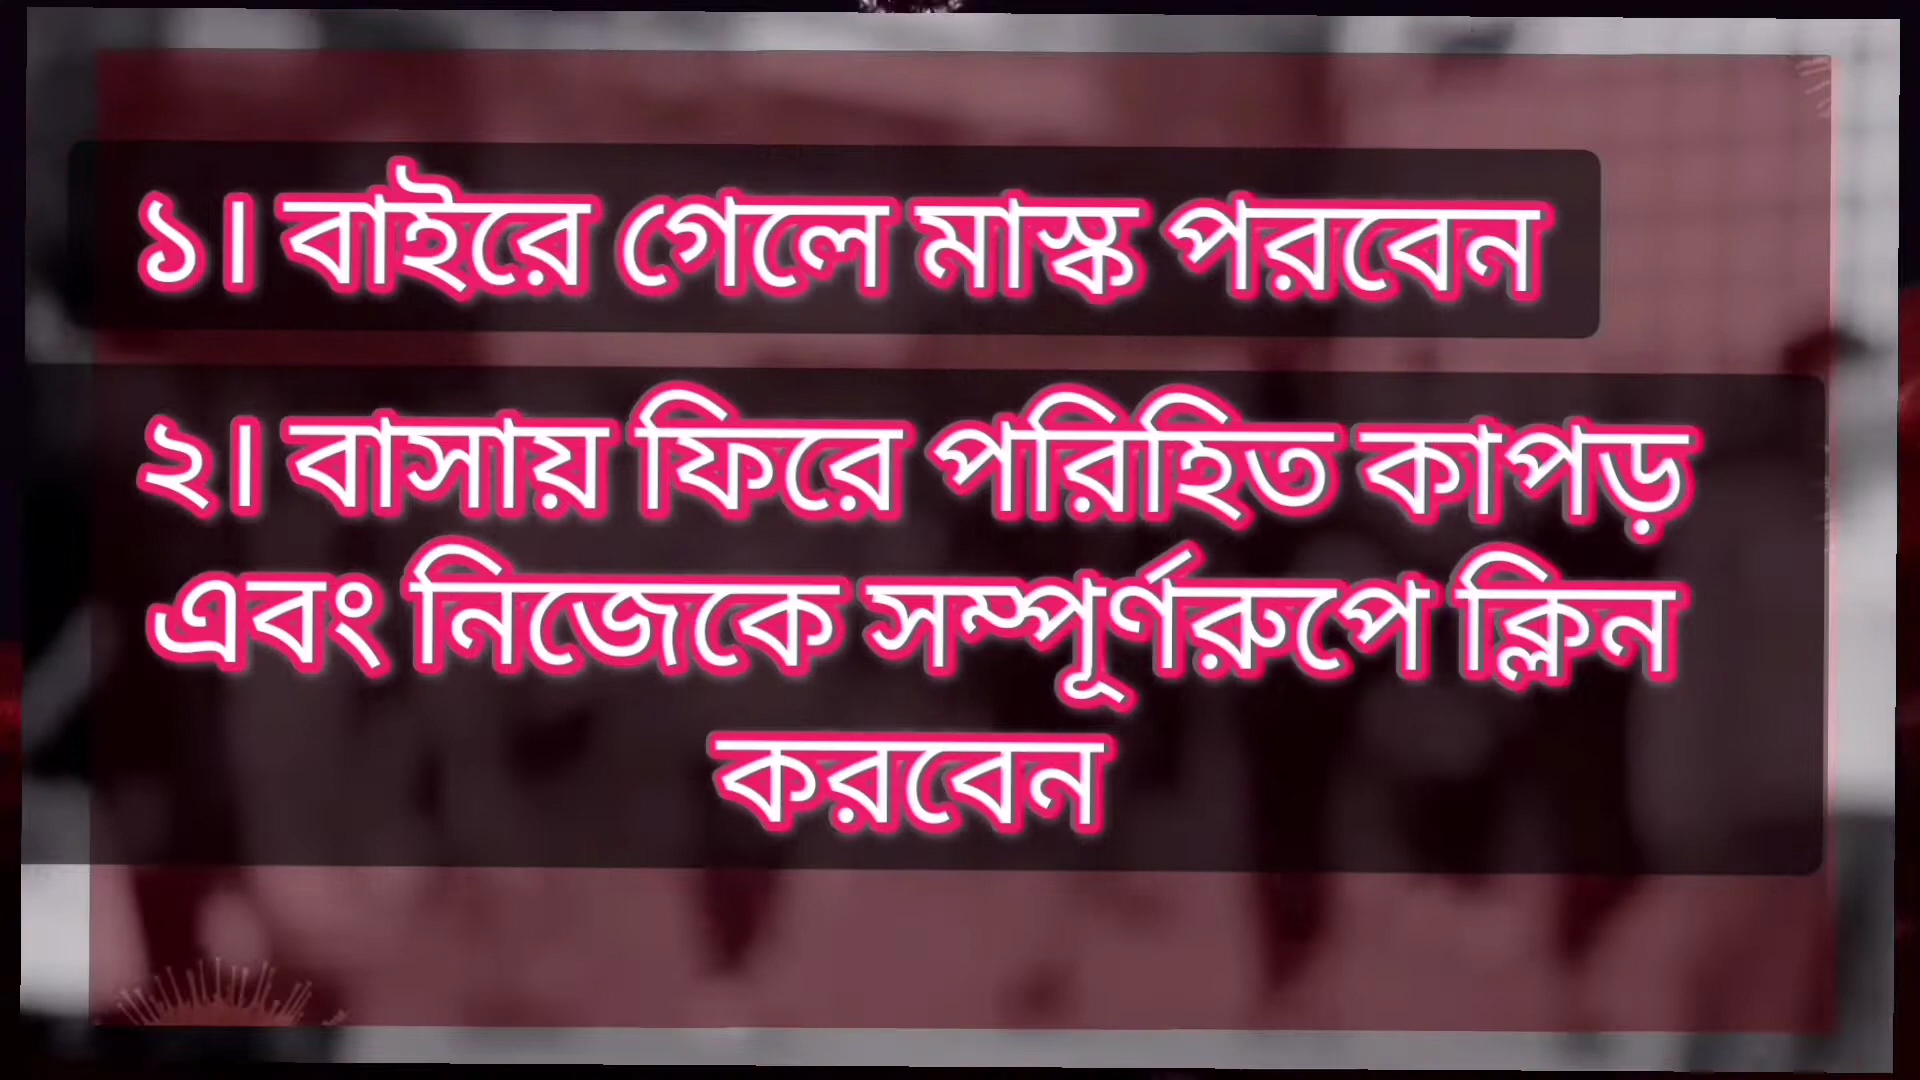 ১। বাইরে গেলে মাস্ক পরবেন
২। বাসায় ফিরে পরিহিত কাপড়
এবং নিজেকে সম্পূর্ণরুপে ক্লিন
করবেন